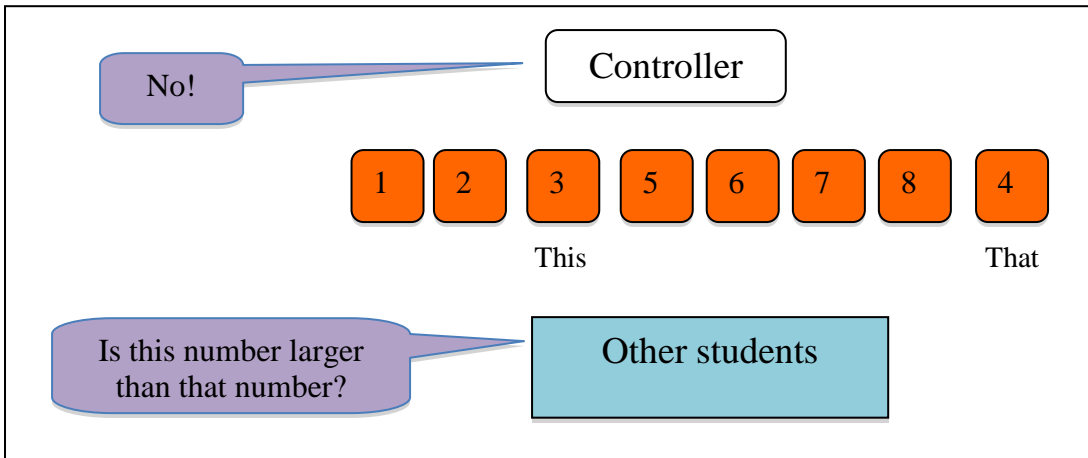 Controller
No!
1 2 3 5 6 7 8 4
This That
Is this number larger
than that number?
Other students